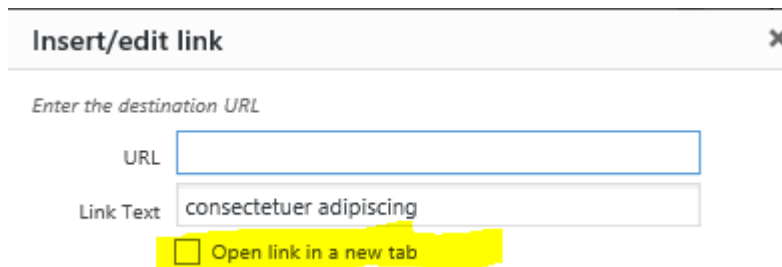 Insert/edit link
Enter the destination URL
URL
Link Text consectetuer adipiscing
Open link in a new tab